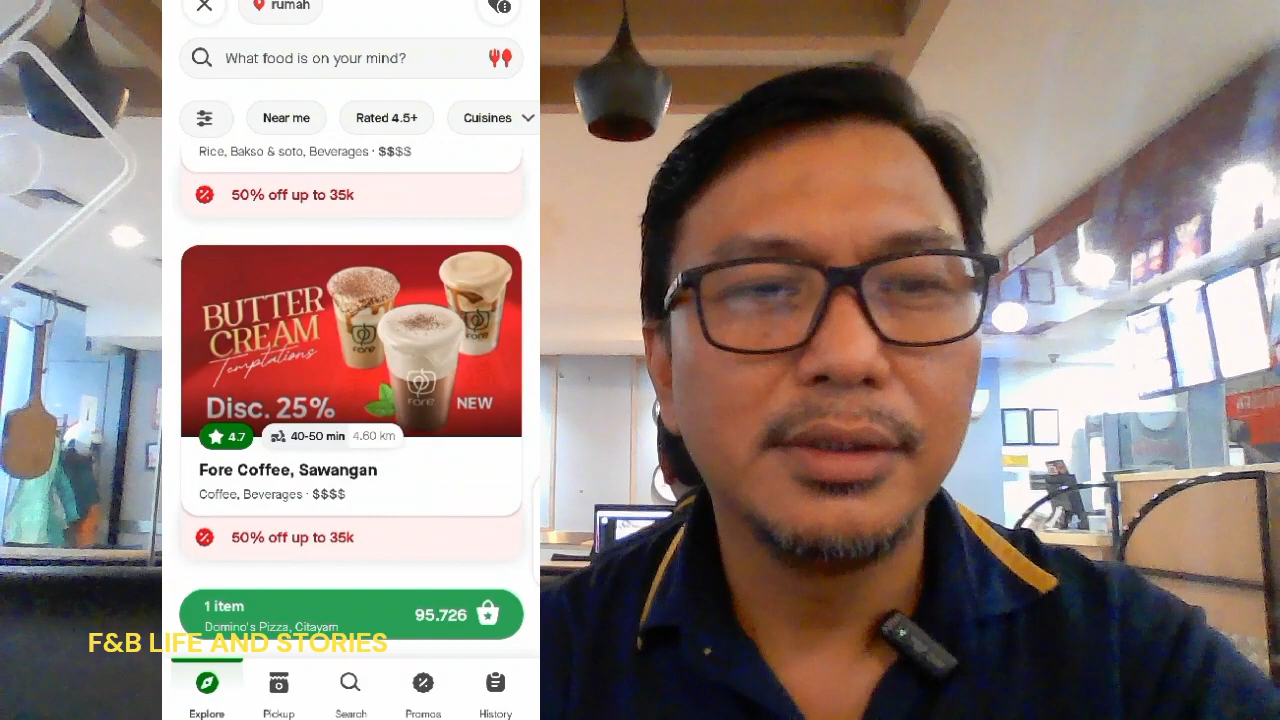 rumah
What food is on your mind?
Near me
Rated 4.5+
Cuisines
Rice, Bakso & soto, Beverages · $$$$
50% off up to 35k
BUTTER
CREAM
Temptations
fore
fore
fore
Disc. 25%
NEW
4.7
40-50 min 4.60 km
Fore Coffee, Sawangan
Coffee, Beverages · $$$$
50% off up to 35k
1 item
Domino's Pizza, Citayam
95.726
F&B LIFE AND STORIES
Explore
Pickup
Search
Promos
History